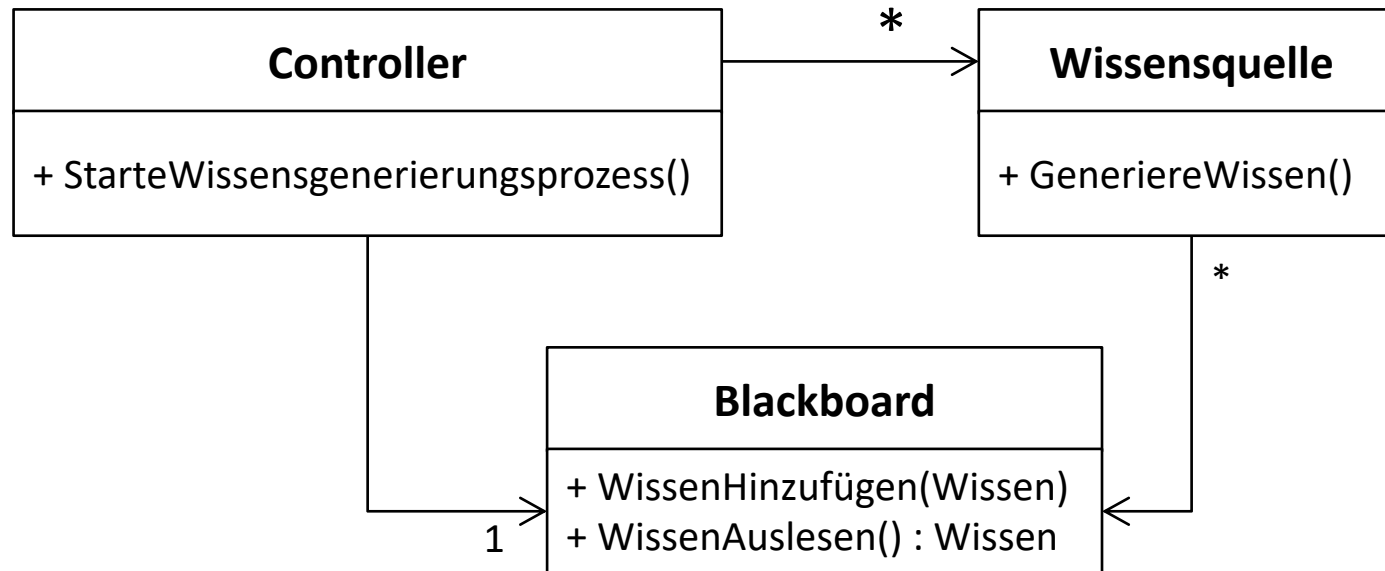 *
Controller
Wissensquelle
+ StarteWissensgenerierungsprozess()
+ GeneriereWissen()
*
Blackboard
+ WissenHinzufügen(Wissen)
1
+ WissenAuslesen() : Wissen